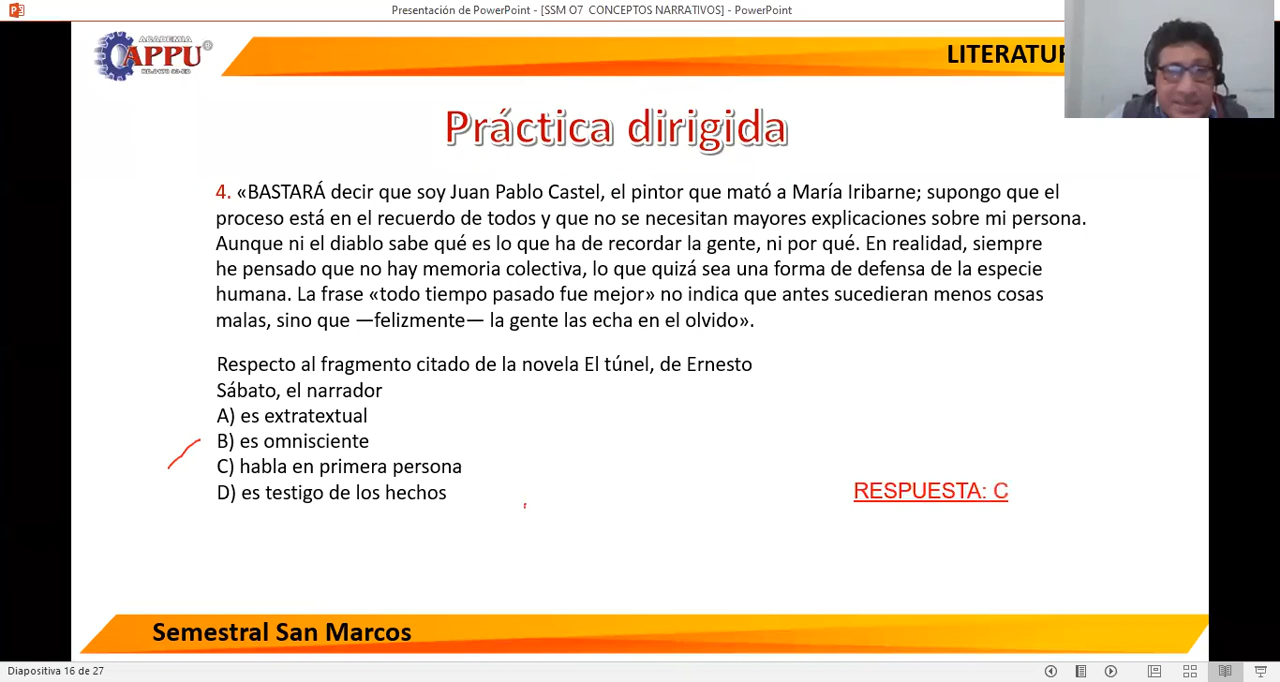 Presentación de PowerPoint - [SSM O7 CONCEPTOS NARRATIVOS] - PowerPoint
ACADEMIA
APPU
LITERATUR
Práctica dirigida
4. «BASTARÁ decir que soy Juan Pablo Castel, el pintor que mató a María Iribarne; supongo que el
proceso está en el recuerdo de todos y que no se necesitan mayores explicaciones sobre mi persona.
Aunque ni el diablo sabe qué es lo que ha de recordar la gente, ni por qué. En realidad, siempre
he pensado que no hay memoria colectiva, lo que quizá sea una forma de defensa de la especie
humana. La frase «todo tiempo pasado fue mejor» no indica que antes sucedieran menos cosas
malas, sino que —felizmente— la gente las echa en el olvido».
Respecto al fragmento citado de la novela El túnel, de Ernesto
Sábato, el narrador
A) es extratextual
B) es omnisciente
C) habla en primera persona
D) es testigo de los hechos
RESPUESTA: C
Semestral San Marcos
Diapositiva 16 de 27